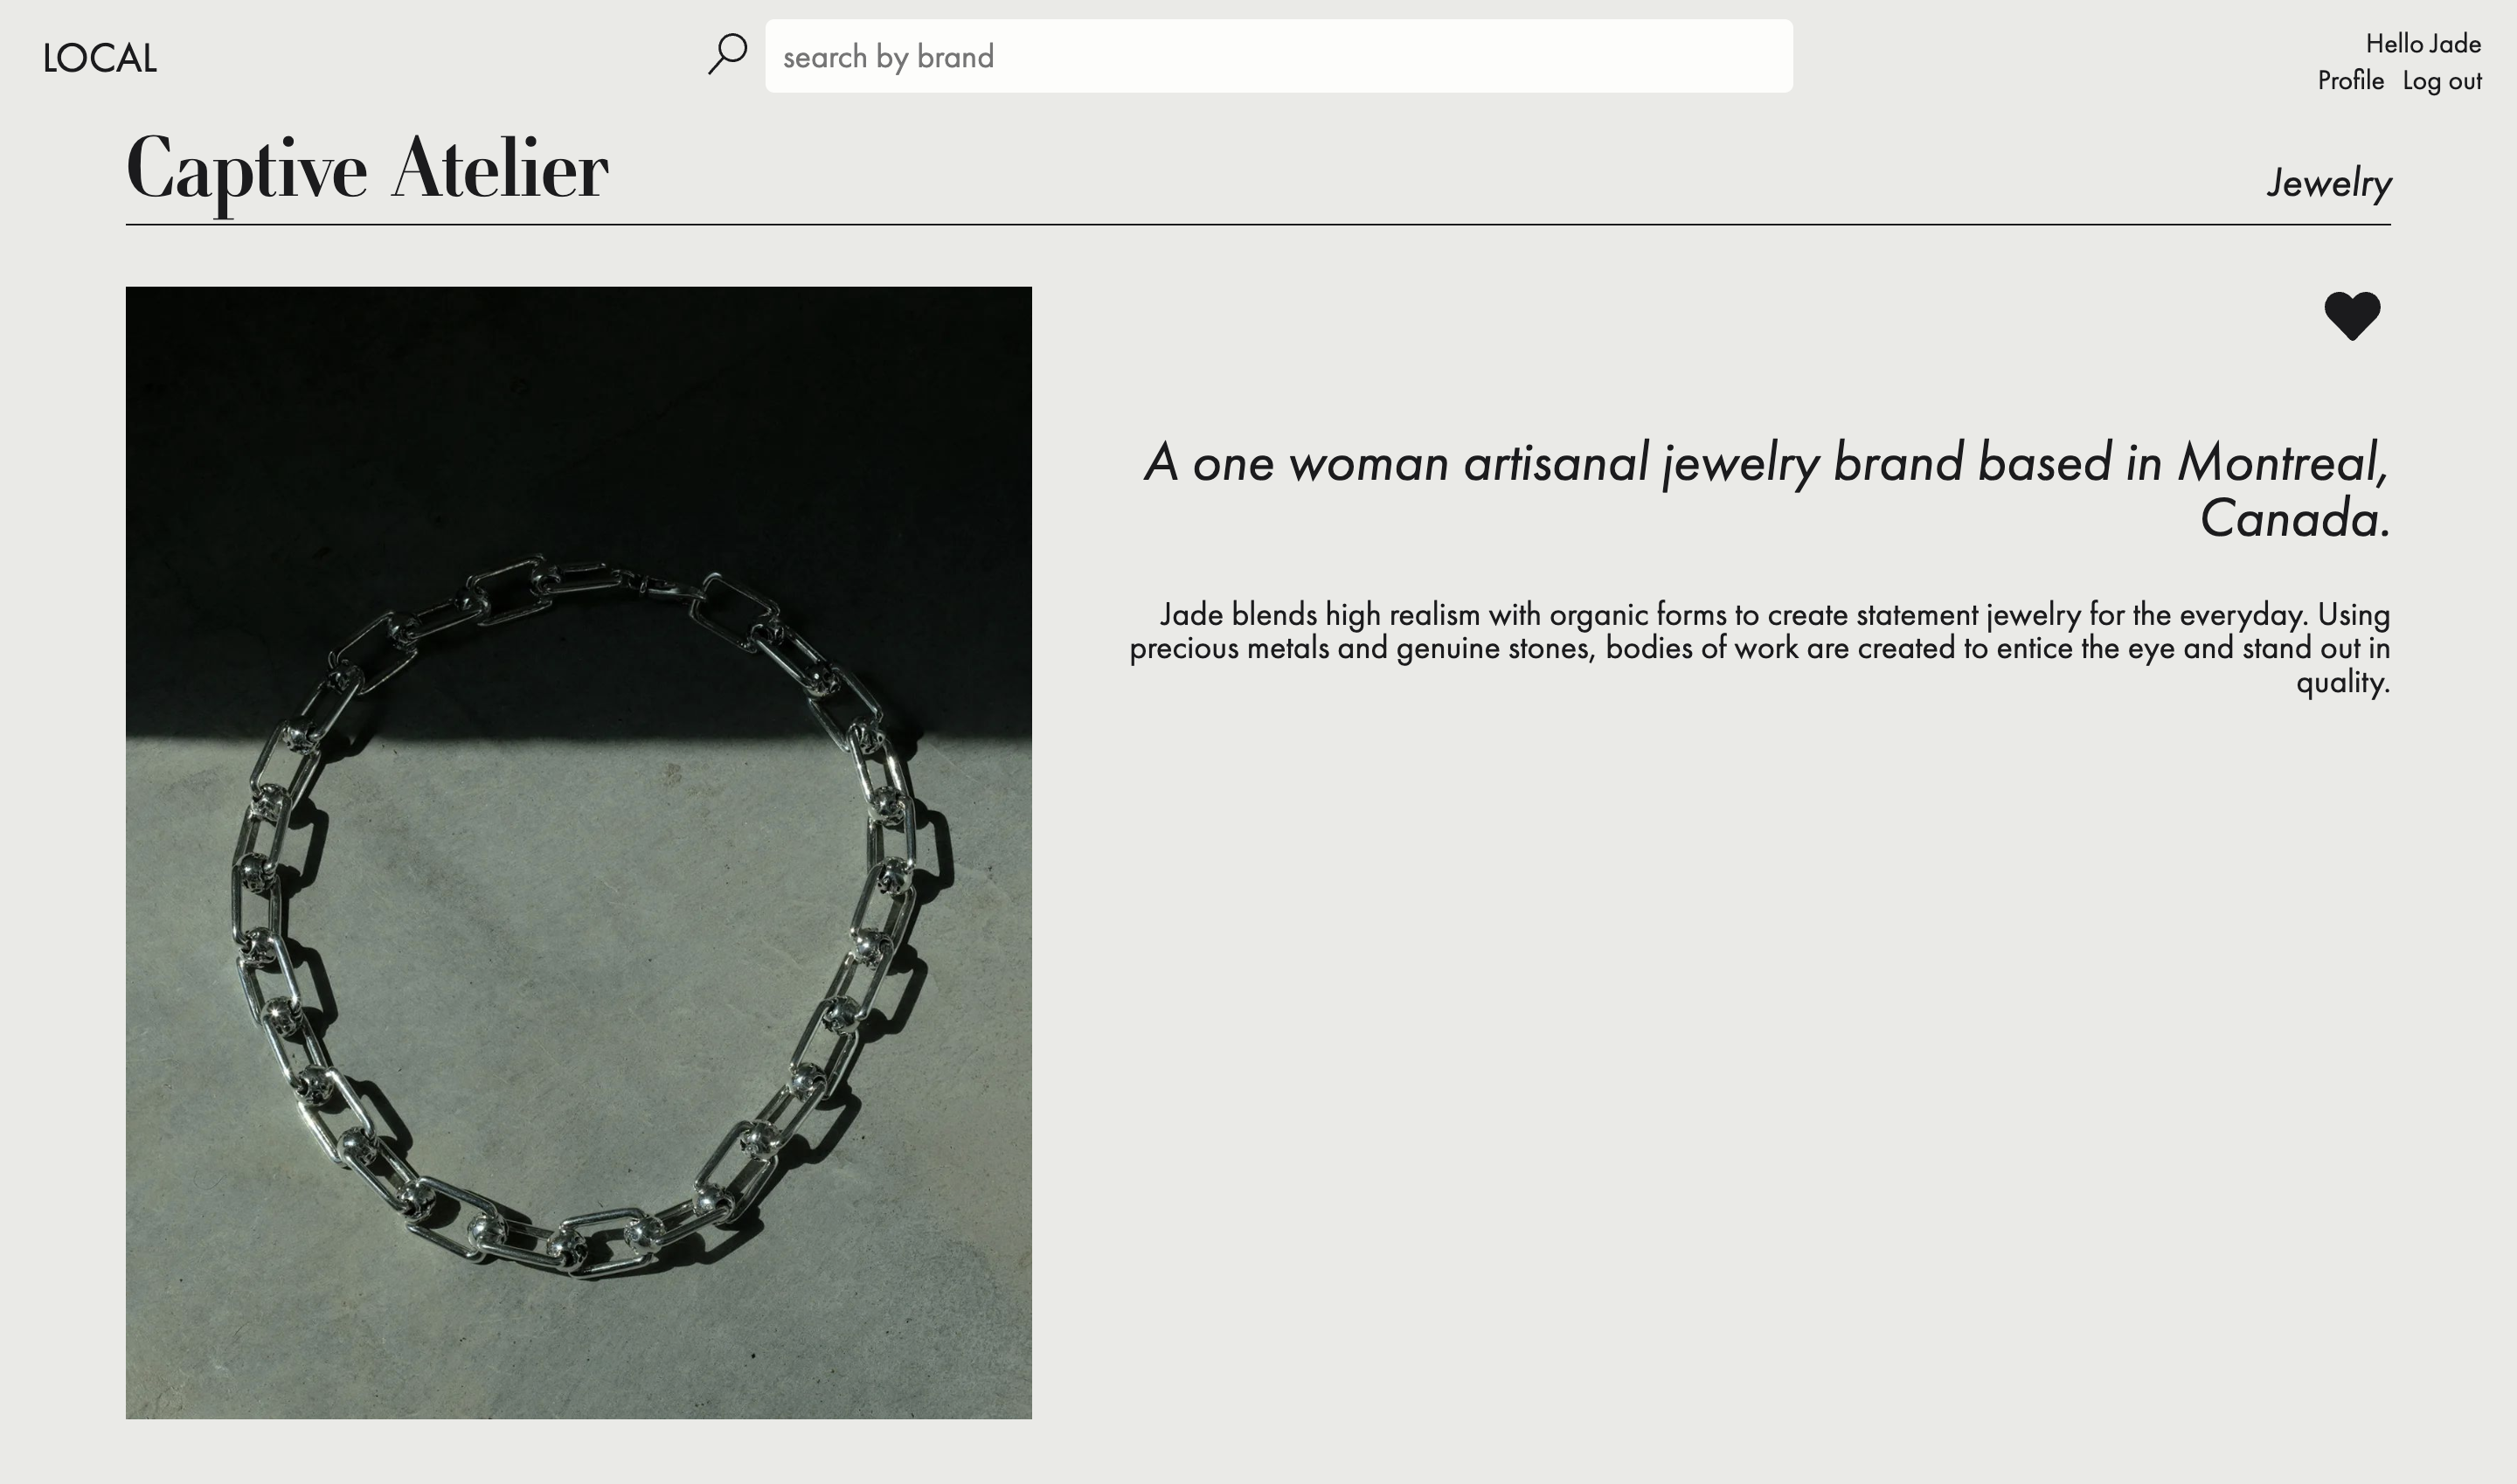 LOCAL
search by brand
Hello Jade
Profile Log out
Captive Atelier
Jewelry
A one woman artisanal jewelry brand based in Montreal,
Canada.
Jade blends high realism with organic forms to create statement jewelry for the everyday. Using
precious metals and genuine stones, bodies of work are created to entice the eye and stand out in
quality.